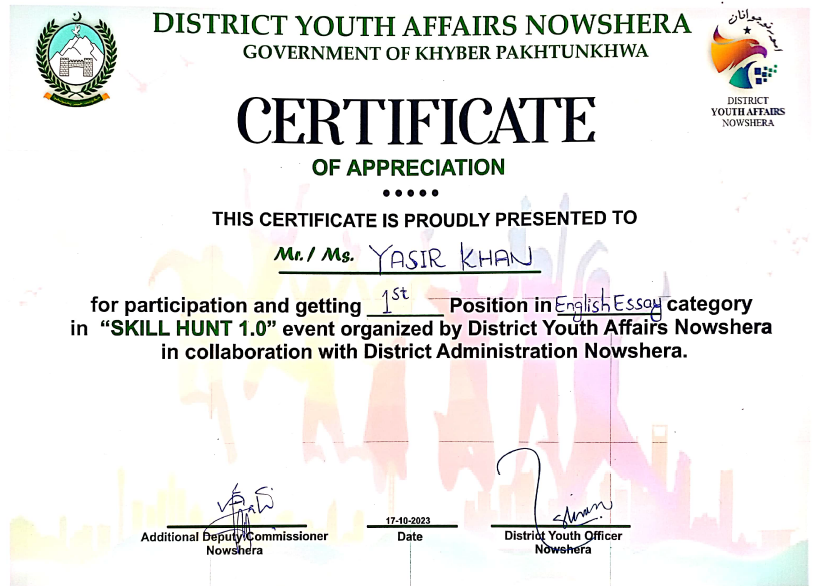 DISTRICT YOUTH AFFAIRS NOWSHERA
GOVERNMENT OF KHYBER PAKHTUNKHWA
امور نوجوانان
DISTRICT
YOUTH AFFAIRS
NOWSHERA
CERTIFICATE
OF APPRECIATION
THIS CERTIFICATE IS PROUDLY PRESENTED TO
Mr. / Ms. YASIR KHAN
for participation and getting 1st Position in English Essay category
in “SKILL HUNT 1.0” event organized by District Youth Affairs Nowshera
in collaboration with District Administration Nowshera.
17-10-2023
Additional Deputy Commissioner
Nowshera
Date
District Youth Officer
Nowshera